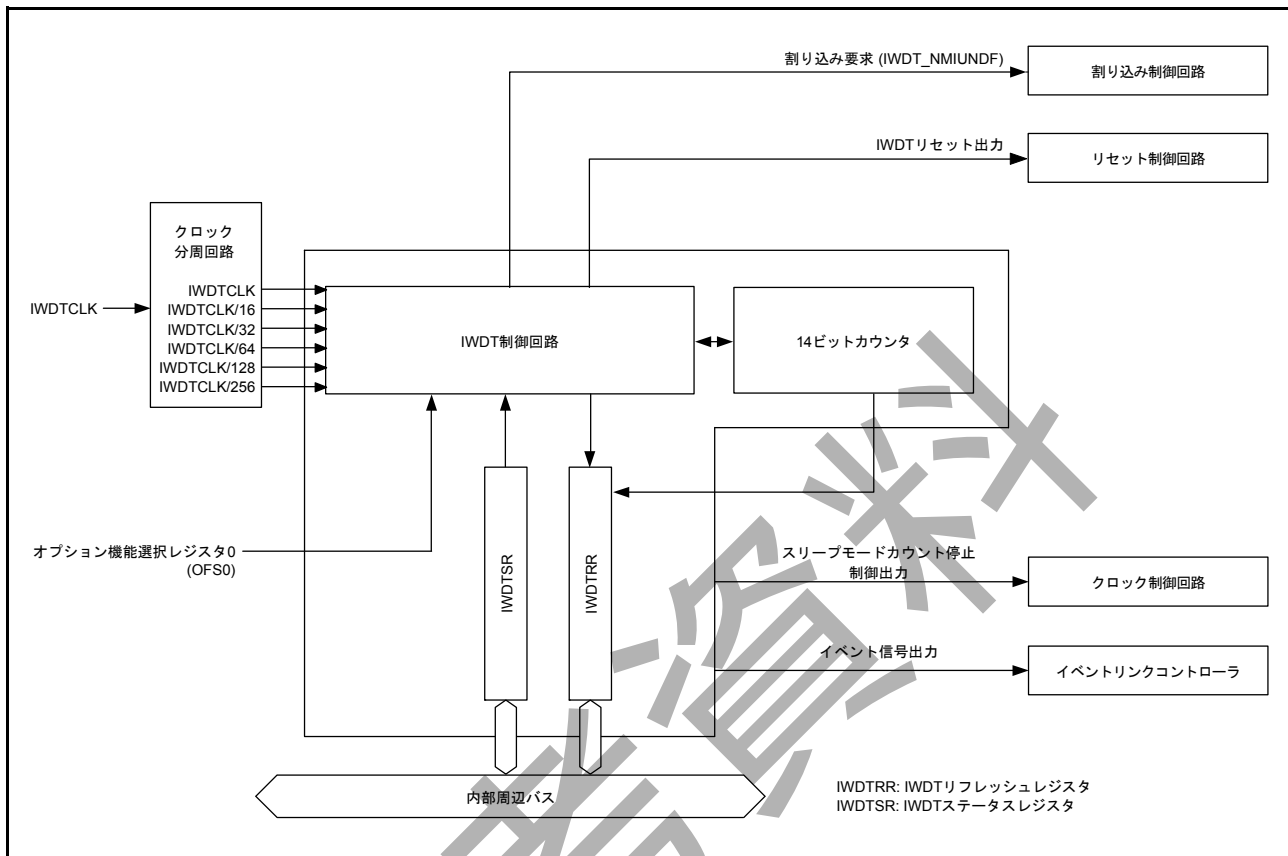 割り込み要求 (IWDT_NMIUNDF)
割り込み制御回路
IWDTリセット出力
リセット制御回路
クロック
分周回路
IWDTCLK
IWDTCLK
IWDTCLK/16
IWDTCLK/32
IWDTCLK/64
IWDTCLK/128
IWDTCLK/256
IWDT制御回路
14ビットカウンタ
オプション機能選択レジスタ0
(OFS0)
IWDTSR
IWDTRR
スリープモードカウント停止
制御出力
クロック制御回路
イベント信号出力
イベントリンクコントローラ
内部周辺バス
IWDTRR: IWDTリフレッシュレジスタ
IWDTSR: IWDTステータスレジスタ
考資料